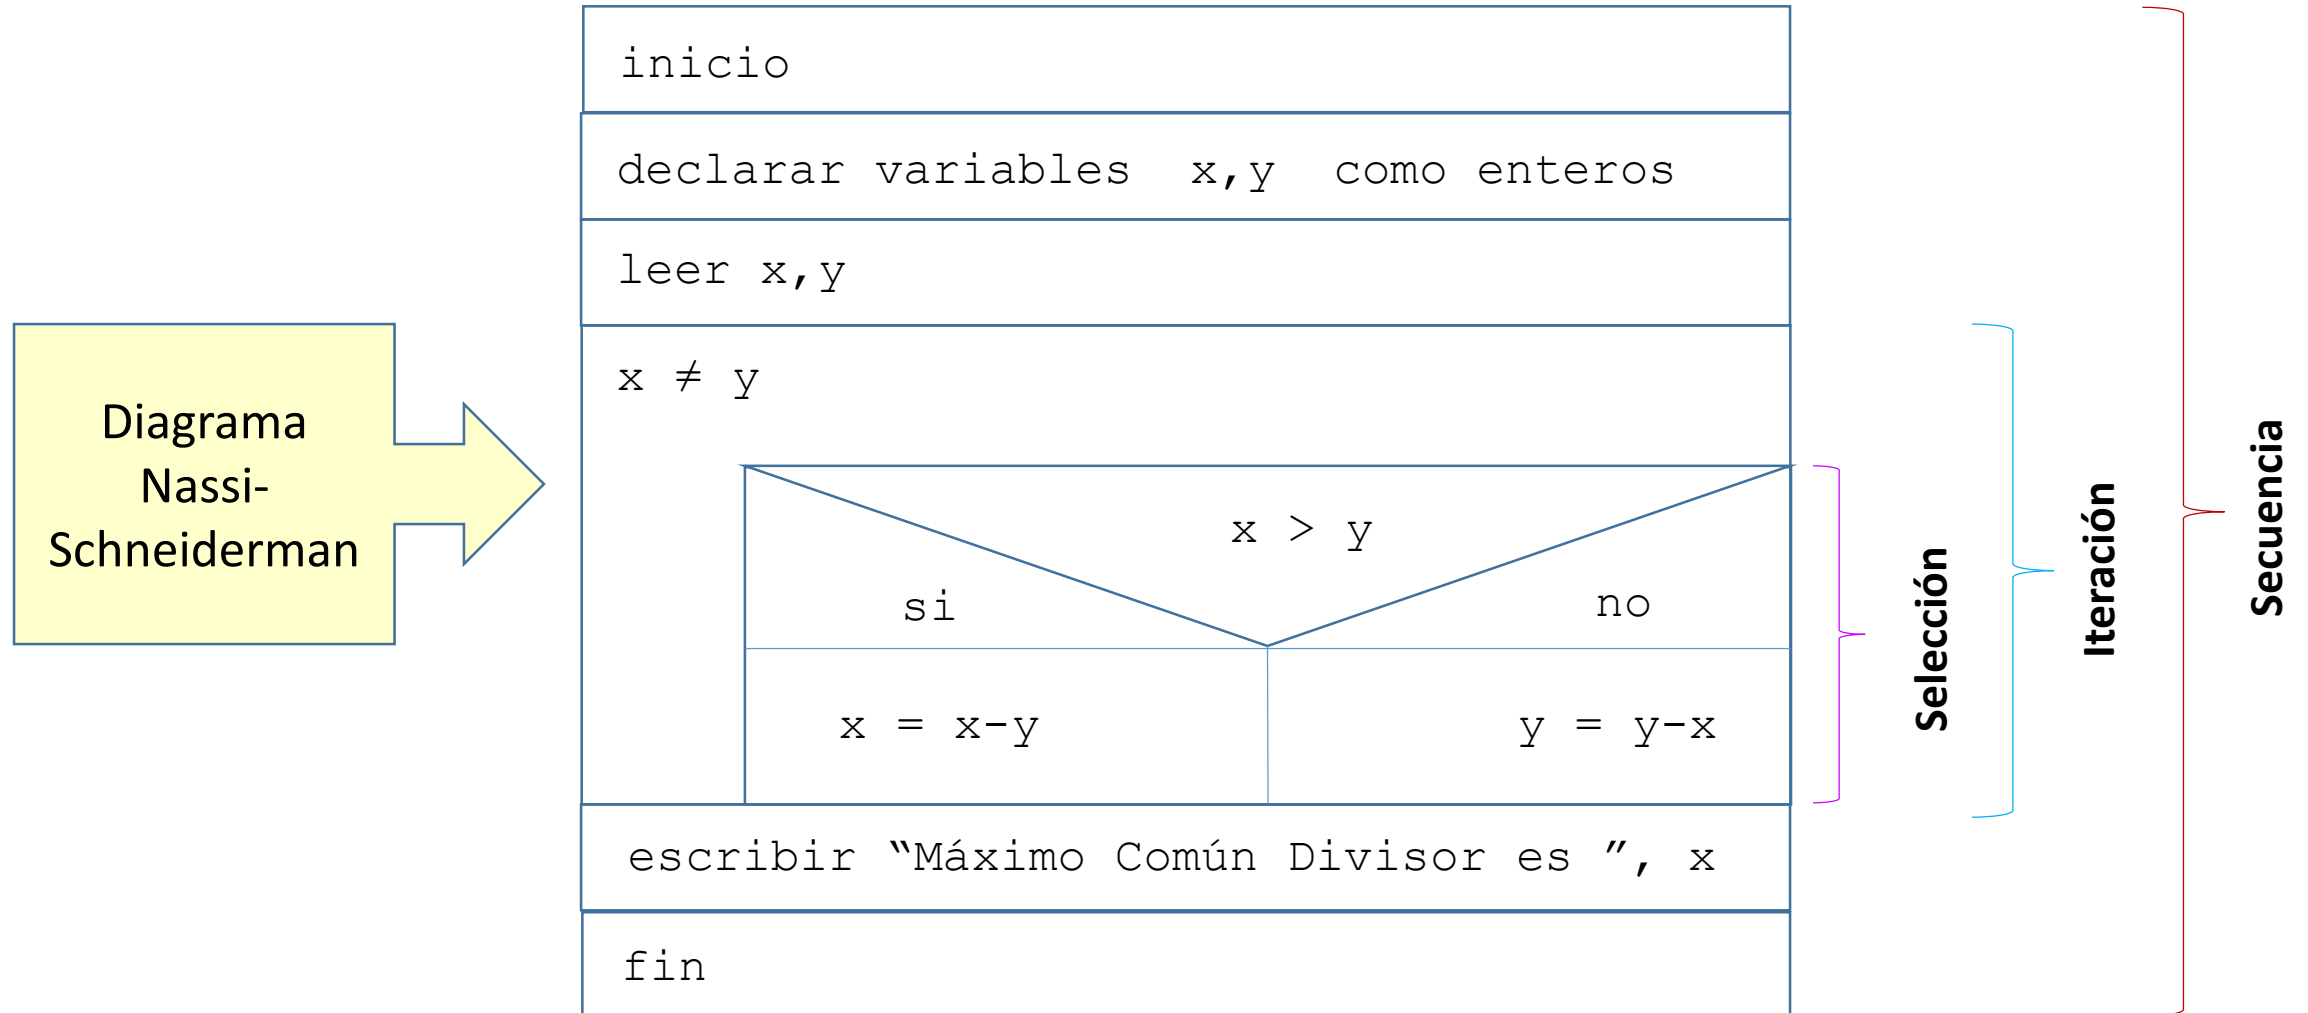 inicio
declarar variables x,y como enteros
leer x,y
x ≠ y
x > y
si
no
x = x-y
y = y-x
escribir “Máximo Común Divisor es ”, x
fin
Diagrama
Nassi-
Schneiderman
Selección
Iteración
Secuencia